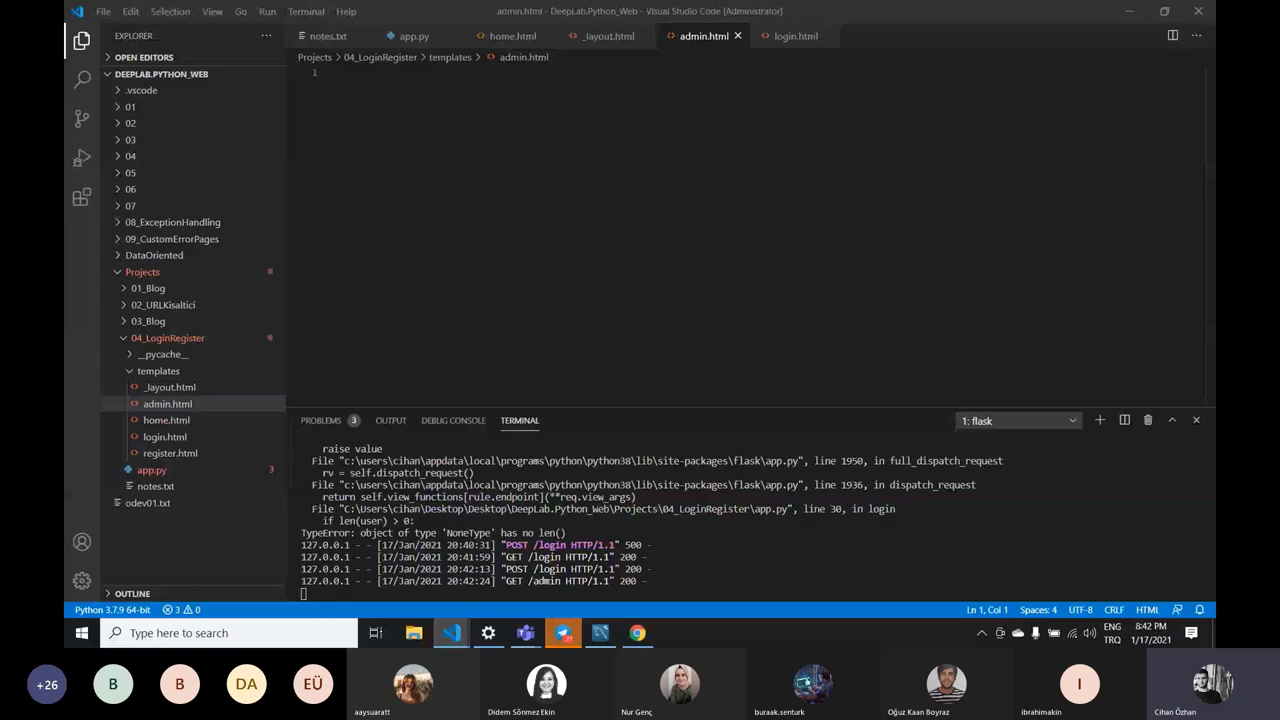 File Edit Selection View Go Run Terminal Help
admin.html - DeepLab.Python_Web - Visual Studio Code [Administrator]
EXPLORER
notes.txt app.py home.html _layout.html admin.html login.html
OPEN EDITORS
Projects > 04_LoginRegister > templates > admin.html
DEEPLAB.PYTHON_WEB
1
.vscode
01
02
03
04
05
06
07
08_ExceptionHandling
09_CustomErrorPages
DataOriented
Projects
01_Blog
02_URLKisaltici
03_Blog
04_LoginRegister
__pycache__
templates
_layout.html
admin.html
home.html
login.html
register.html
app.py 3
notes.txt
odev01.txt
OUTLINE
PROBLEMS 3 OUTPUT DEBUG CONSOLE TERMINAL 1: flask
raise value
File "c:\users\cihan\appdata\local\programs\python\python38\lib\site-packages\flask\app.py", line 1950, in full_dispatch_request
rv = self.dispatch_request()
File "c:\users\cihan\appdata\local\programs\python\python38\lib\site-packages\flask\app.py", line 1936, in dispatch_request
return self.view_functions[rule.endpoint](**req.view_args)
File "c:\Users\cihan\Desktop\Desktop\DeepLab.Python_Web\Projects\04_LoginRegister\app.py", line 30, in login
if len(user) > 0:
TypeError: object of type 'NoneType' has no len()
127.0.0.1 - - [17/Jan/2021 20:40:31] "POST /login HTTP/1.1" 500 -
127.0.0.1 - - [17/Jan/2021 20:41:59] "GET /login HTTP/1.1" 200 -
127.0.0.1 - - [17/Jan/2021 20:42:13] "POST /login HTTP/1.1" 200 -
127.0.0.1 - - [17/Jan/2021 20:42:24] "GET /admin HTTP/1.1" 200 -
Python 3.7.9 64-bit 3 0 Ln 1, Col 1 Spaces: 4 UTF-8 CRLF HTML
Type here to search
ENG
TRQ
8:42 PM
1/17/2021
+26 B B DA EÜ I
aaysuaratt Didem Sönmez Ekin Nur Genç buraak.senturk Oğuz Kaan Boyraz ibrahimakin Cihan Özhan